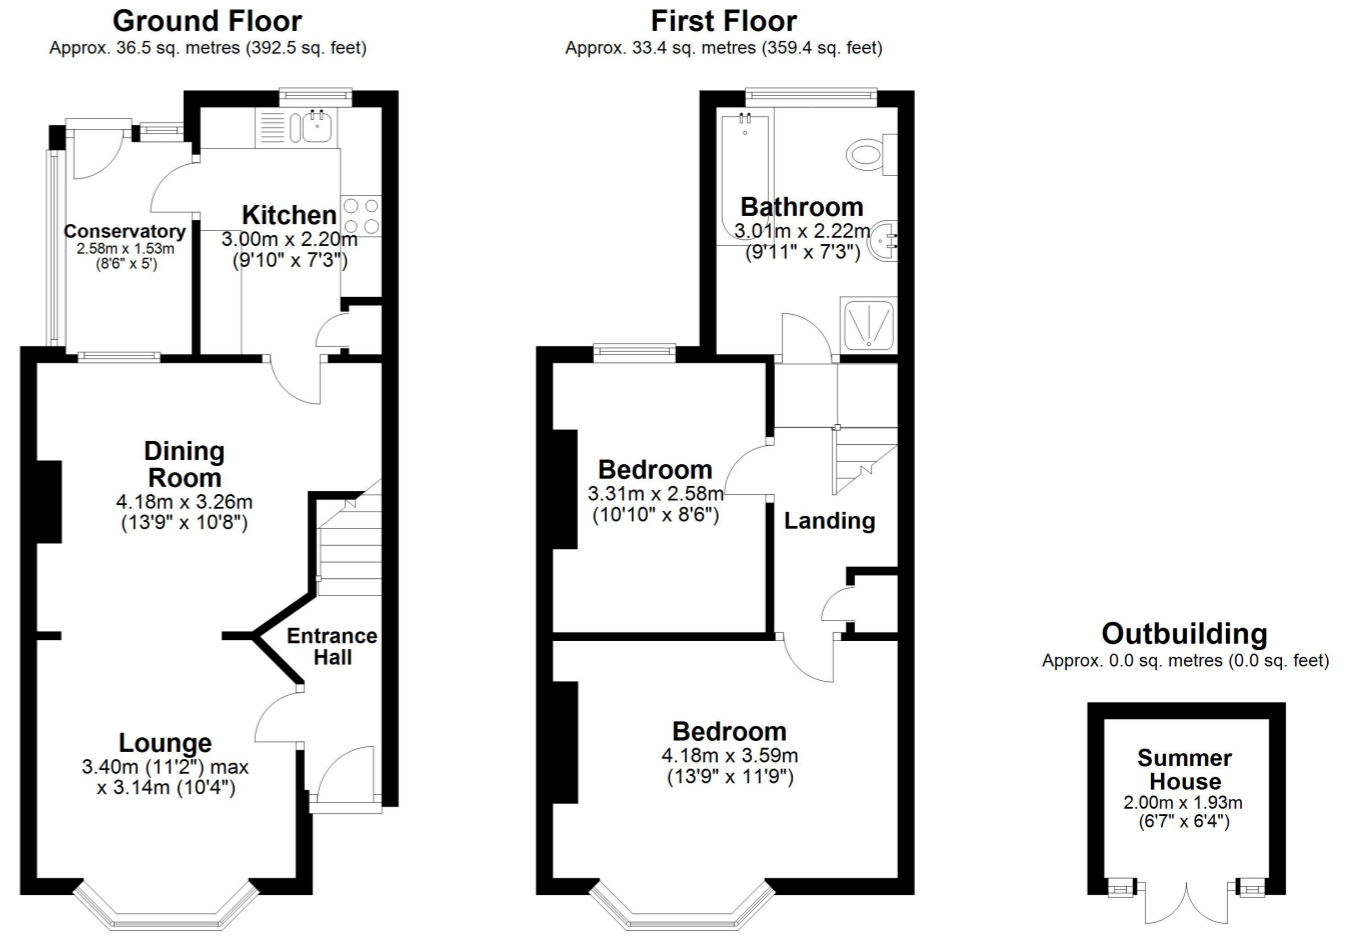 Ground Floor
Approx. 36.5 sq. metres (392.5 sq. feet)
Conservatory
2.58m x 1.53m
(8'6" x 5')
Kitchen
3.00m x 2.20m
(9'10" x 7'3")
Dining
Room
4.18m x 3.26m
(13'9" x 10'8")
Entrance
Hall
Lounge
3.40m (11'2") max
x 3.14m (10'4")
First Floor
Approx. 33.4 sq. metres (359.4 sq. feet)
Bathroom
3.01m x 2.22m
(9'11" x 7'3")
Bedroom
3.31m x 2.58m
(10'10" x 8'6")
Landing
Bedroom
4.18m x 3.59m
(13'9" x 11'9")
Outbuilding
Approx. 0.0 sq. metres (0.0 sq. feet)
Summer
House
2.00m x 1.93m
(6'7" x 6'4")